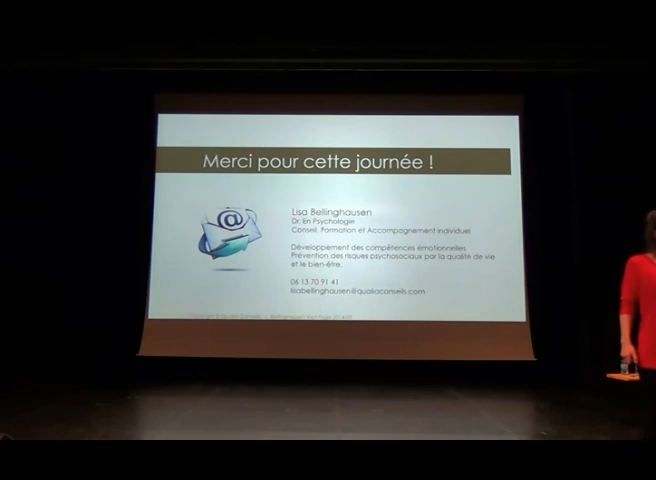 Merci pour cette journée !
@
Lisa Bellinghausen
Dr. En Psychologie
Conseil, Formation et Accompagnement individuel
Développement des compétences émotionnelles
Prévention des risques psychosociaux par la qualité de vie
et le bien-être.
06 13 70 91 41
lisabellinghausen@qualiaconseils.com